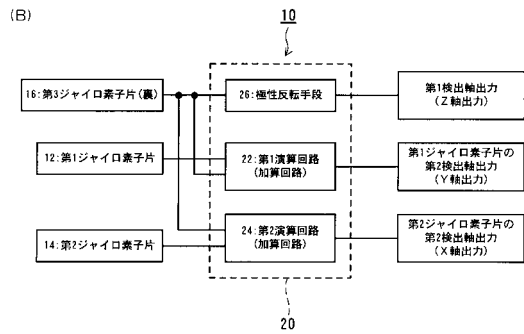 (B)
10
16:第3ジャイロ素子片(裏)
26:極性反転手段
第1検出軸出力
(Z軸出力)
12:第1ジャイロ素子片
22:第1演算回路
(加算回路)
第1ジャイロ素子片の
第2検出軸出力
(Y軸出力)
14:第2ジャイロ素子片
24:第2演算回路
(加算回路)
第2ジャイロ素子片の
第2検出軸出力
(X軸出力)
20